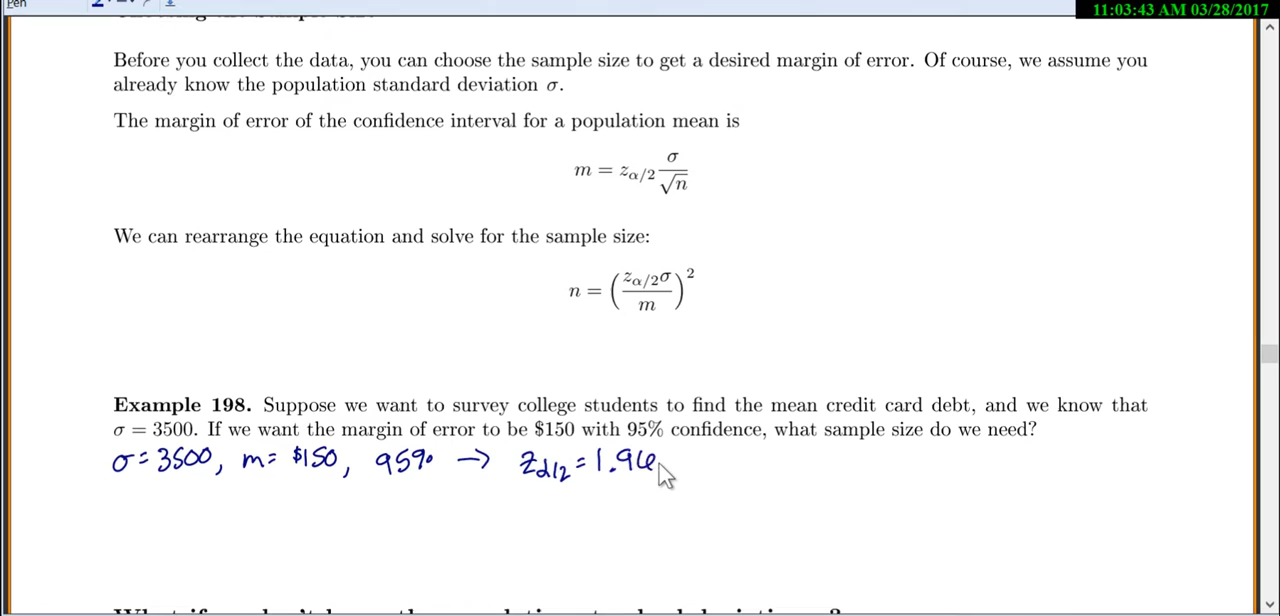 Pen
11:03:43 AM 03/28/2017
Before you collect the data, you can choose the sample size to get a desired margin of error. Of course, we assume you
already know the population standard deviation σ.
The margin of error of the confidence interval for a population mean is
m = z_{α/2} σ/√n
We can rearrange the equation and solve for the sample size:
n = (z_{α/2}σ/m)^2
Example 198. Suppose we want to survey college students to find the mean credit card debt, and we know that
σ = 3500. If we want the margin of error to be $150 with 95% confidence, what sample size do we need?
σ = 3500, m = $150, 95% → z_{α/2} = 1.96